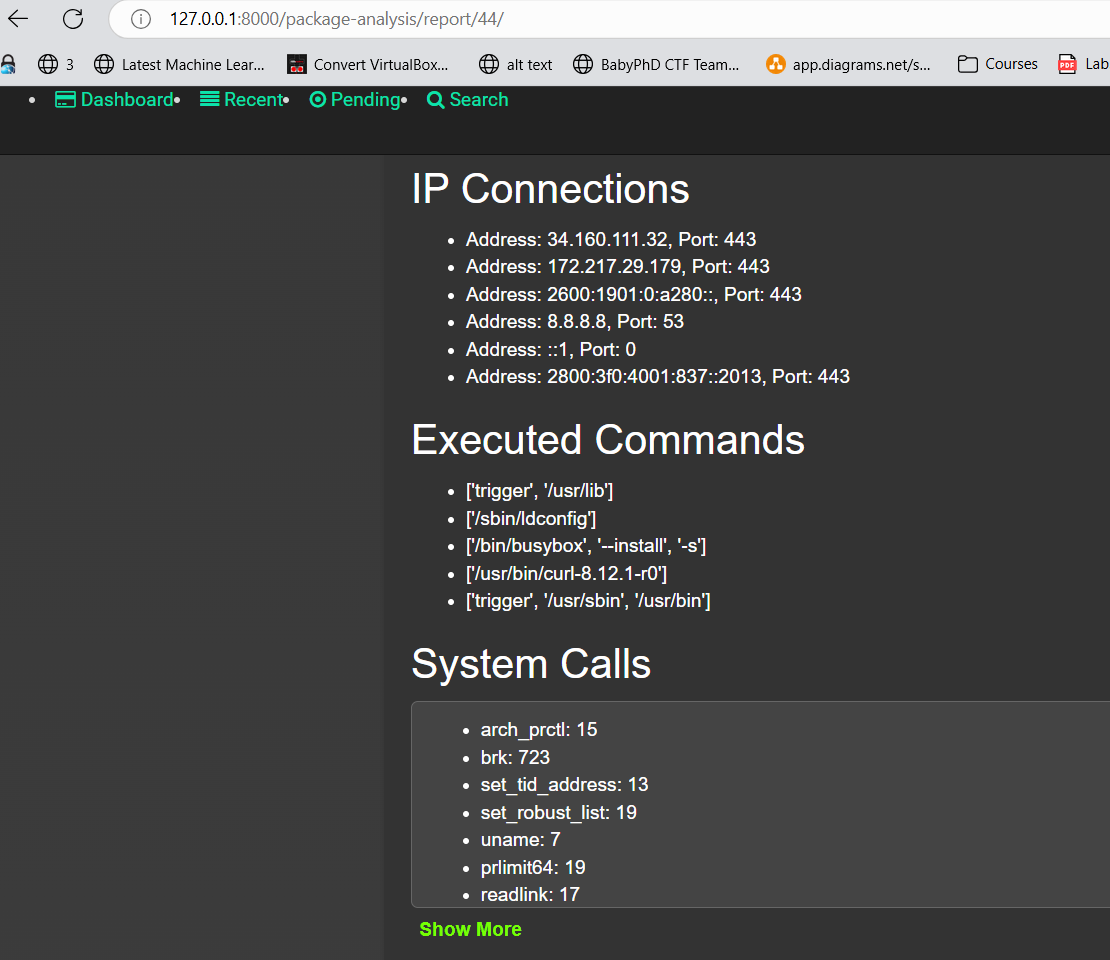 127.0.0.1:8000/package-analysis/report/44/
3 Latest Machine Lear... Convert VirtualBox... alt text BabyPhD CTF Team... app.diagrams.net/s... Courses Lab
Dashboard Recent Pending Search
IP Connections
Address: 34.160.111.32, Port: 443
Address: 172.217.29.179, Port: 443
Address: 2600:1901:0:a280::, Port: 443
Address: 8.8.8.8, Port: 53
Address: ::1, Port: 0
Address: 2800:3f0:4001:837::2013, Port: 443
Executed Commands
['trigger', '/usr/lib']
['/sbin/ldconfig']
['/bin/busybox', '--install', '-s']
['/usr/bin/curl-8.12.1-r0']
['trigger', '/usr/sbin', '/usr/bin']
System Calls
arch_prctl: 15
brk: 723
set_tid_address: 13
set_robust_list: 19
uname: 7
prlimit64: 19
readlink: 17
Show More